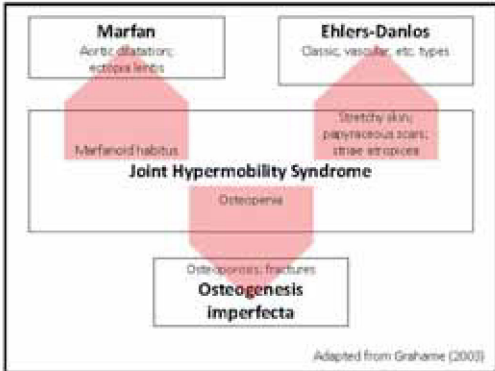 Marfan
Aortic dilatation;
ectopia lentis
Ehlers-Danlos
Classic, vascular, etc. types
Marfanoid habitus
Stretchy skin;
papyraceous scars;
striae atropicea
Joint Hypermobility Syndrome
Osteopenia
Osteoporosis; fractures
Osteogenesis
imperfecta
Adapted from Grahame (2003)